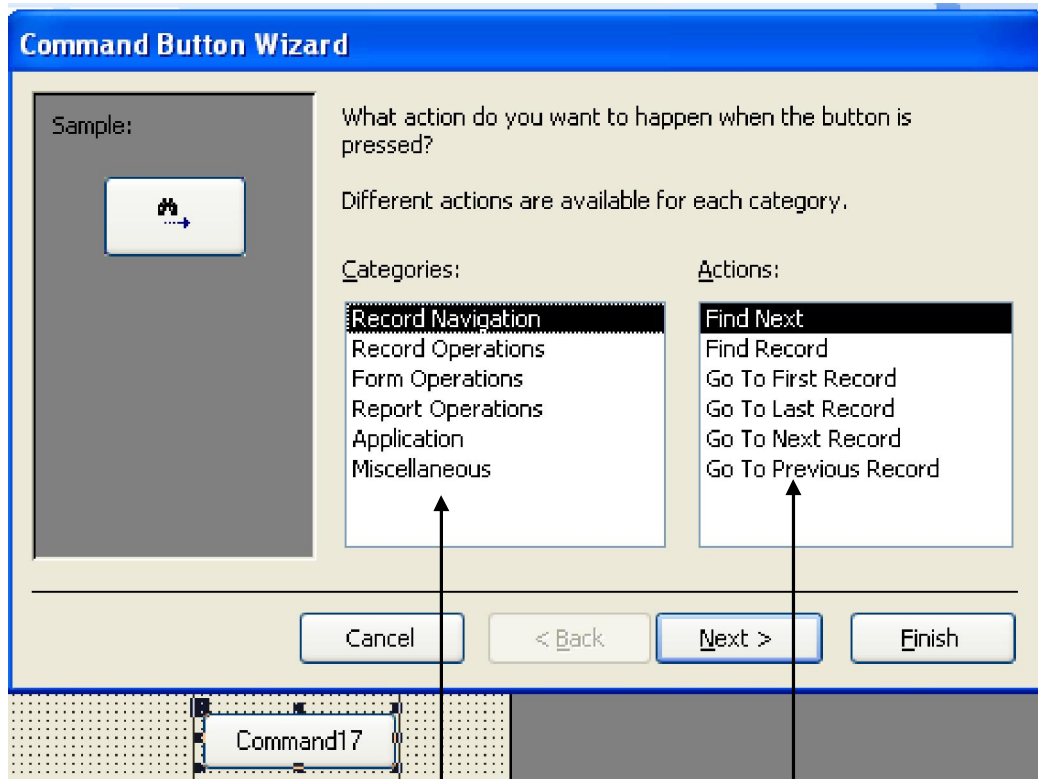 Command Button Wizard
Sample:
What action do you want to happen when the button is
pressed?
Different actions are available for each category.
Categories:
Record Navigation
Record Operations
Form Operations
Report Operations
Application
Miscellaneous
Actions:
Find Next
Find Record
Go To First Record
Go To Last Record
Go To Next Record
Go To Previous Record
Cancel
< Back
Next >
Finish
Command17